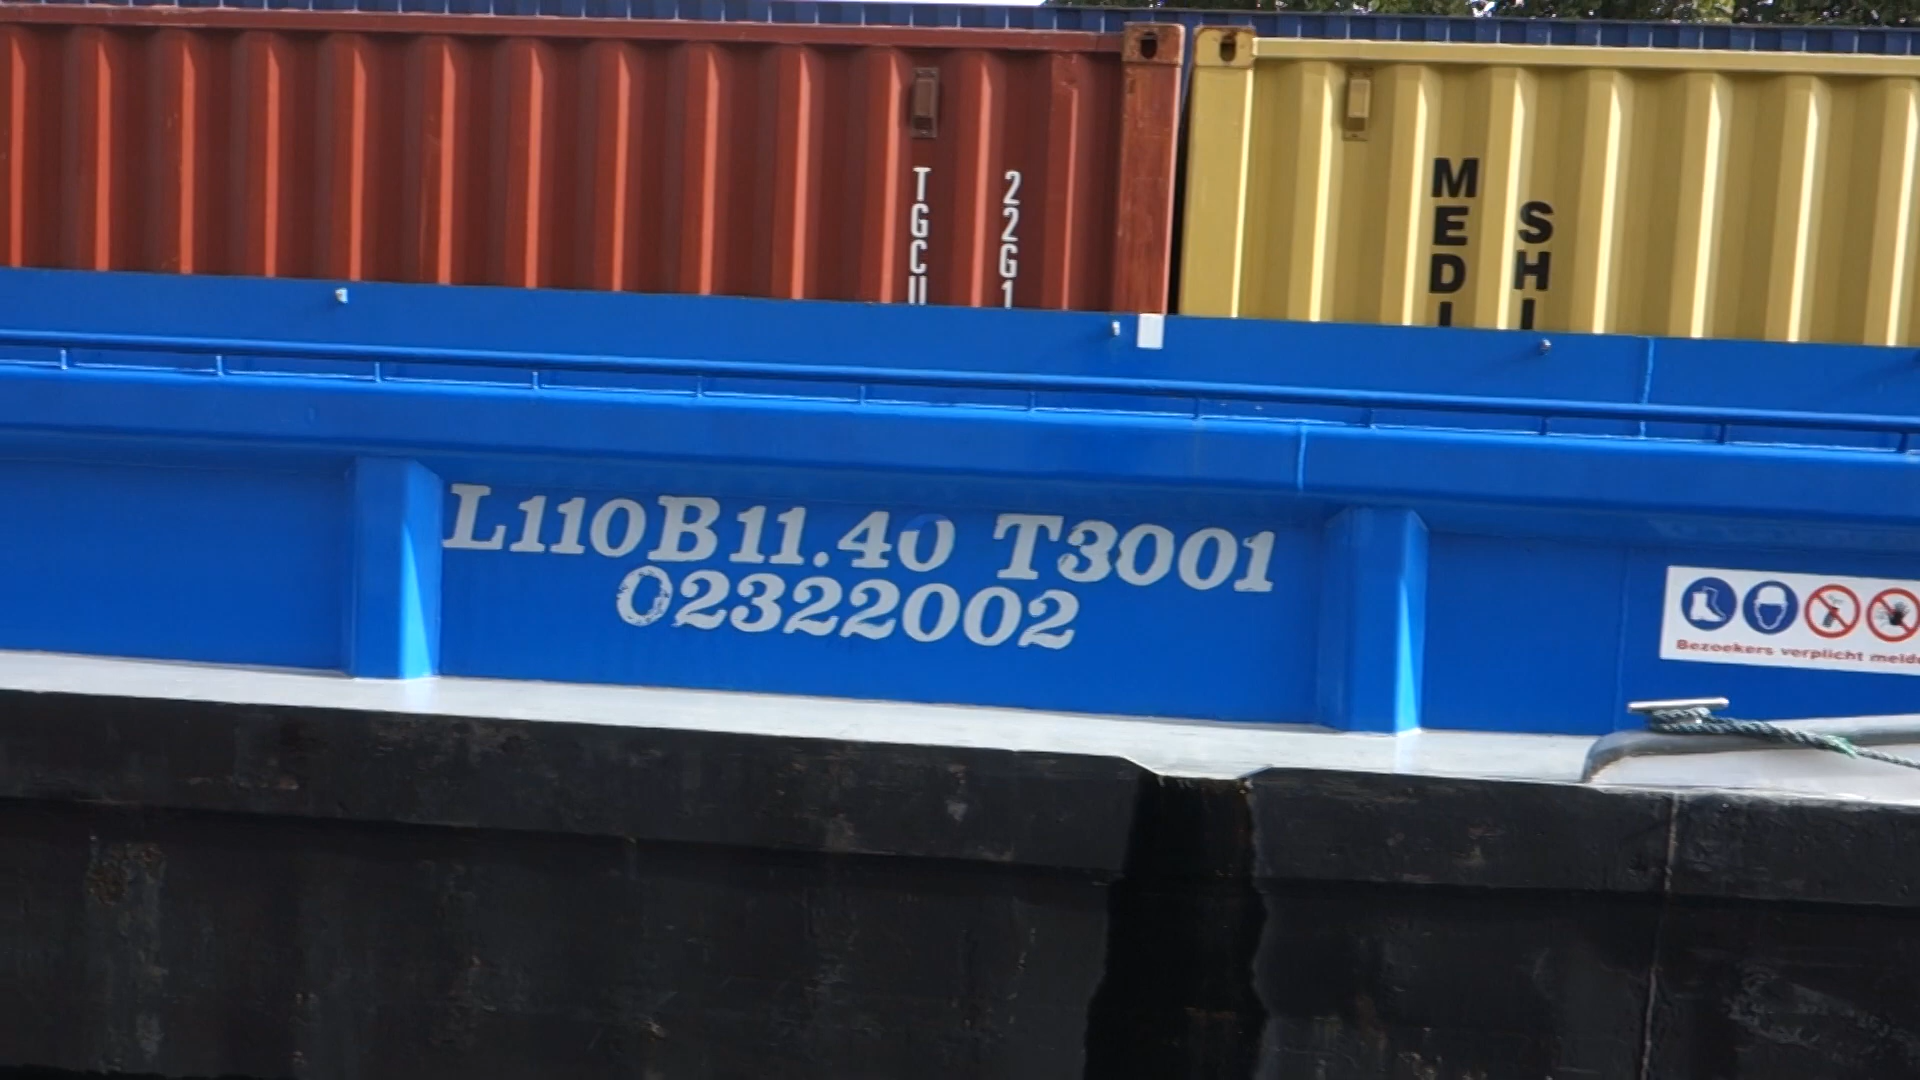 TGCU
22G1
MEDI
SHI
L110B11.40 T3001
02322002
Bezoekers verplicht meld